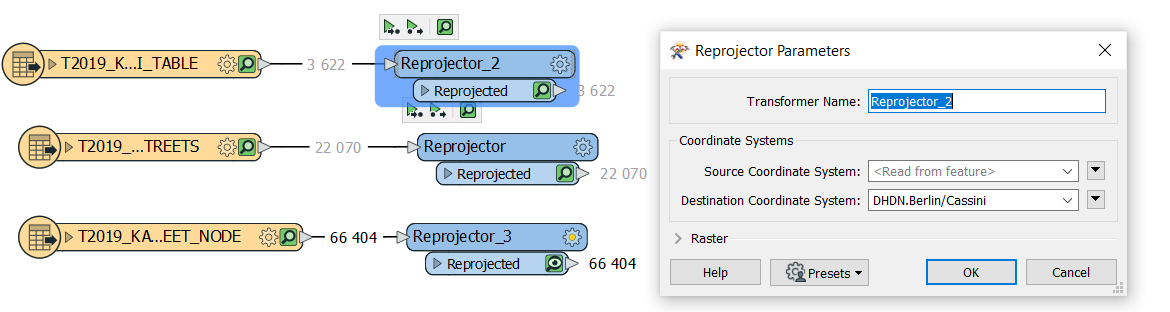 T2019_K...I_TABLE
3 622
Reprojector_2
Reprojected
3 622
T2019_...TREETS
22 070
Reprojector
Reprojected
22 070
T2019_KA...EET_NODE
66 404
Reprojector_3
Reprojected
66 404
Reprojector Parameters
Transformer Name: Reprojector_2
Coordinate Systems
Source Coordinate System: <Read from feature>
Destination Coordinate System: DHDN.Berlin/Cassini
Raster
Help Presets OK Cancel